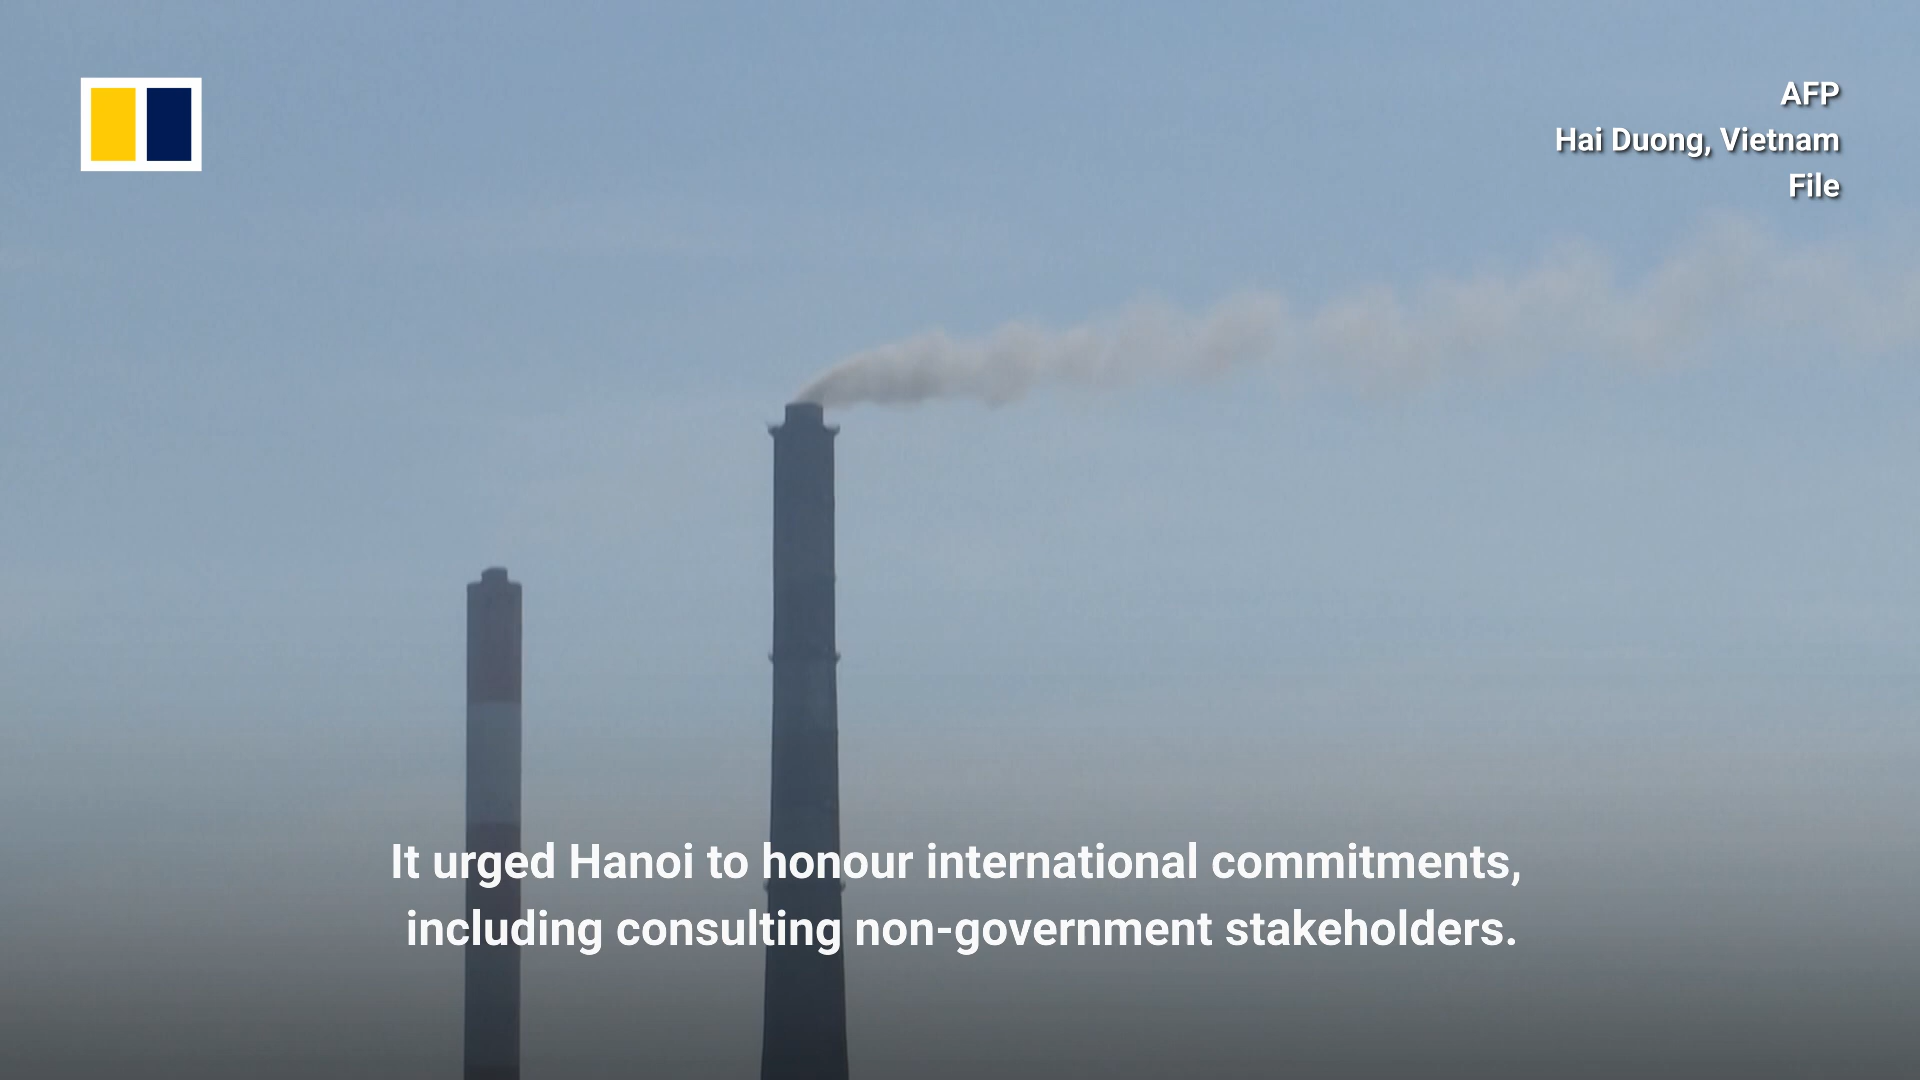 AFP
Hai Duong, Vietnam
File
It urged Hanoi to honour international commitments,
including consulting non-government stakeholders.